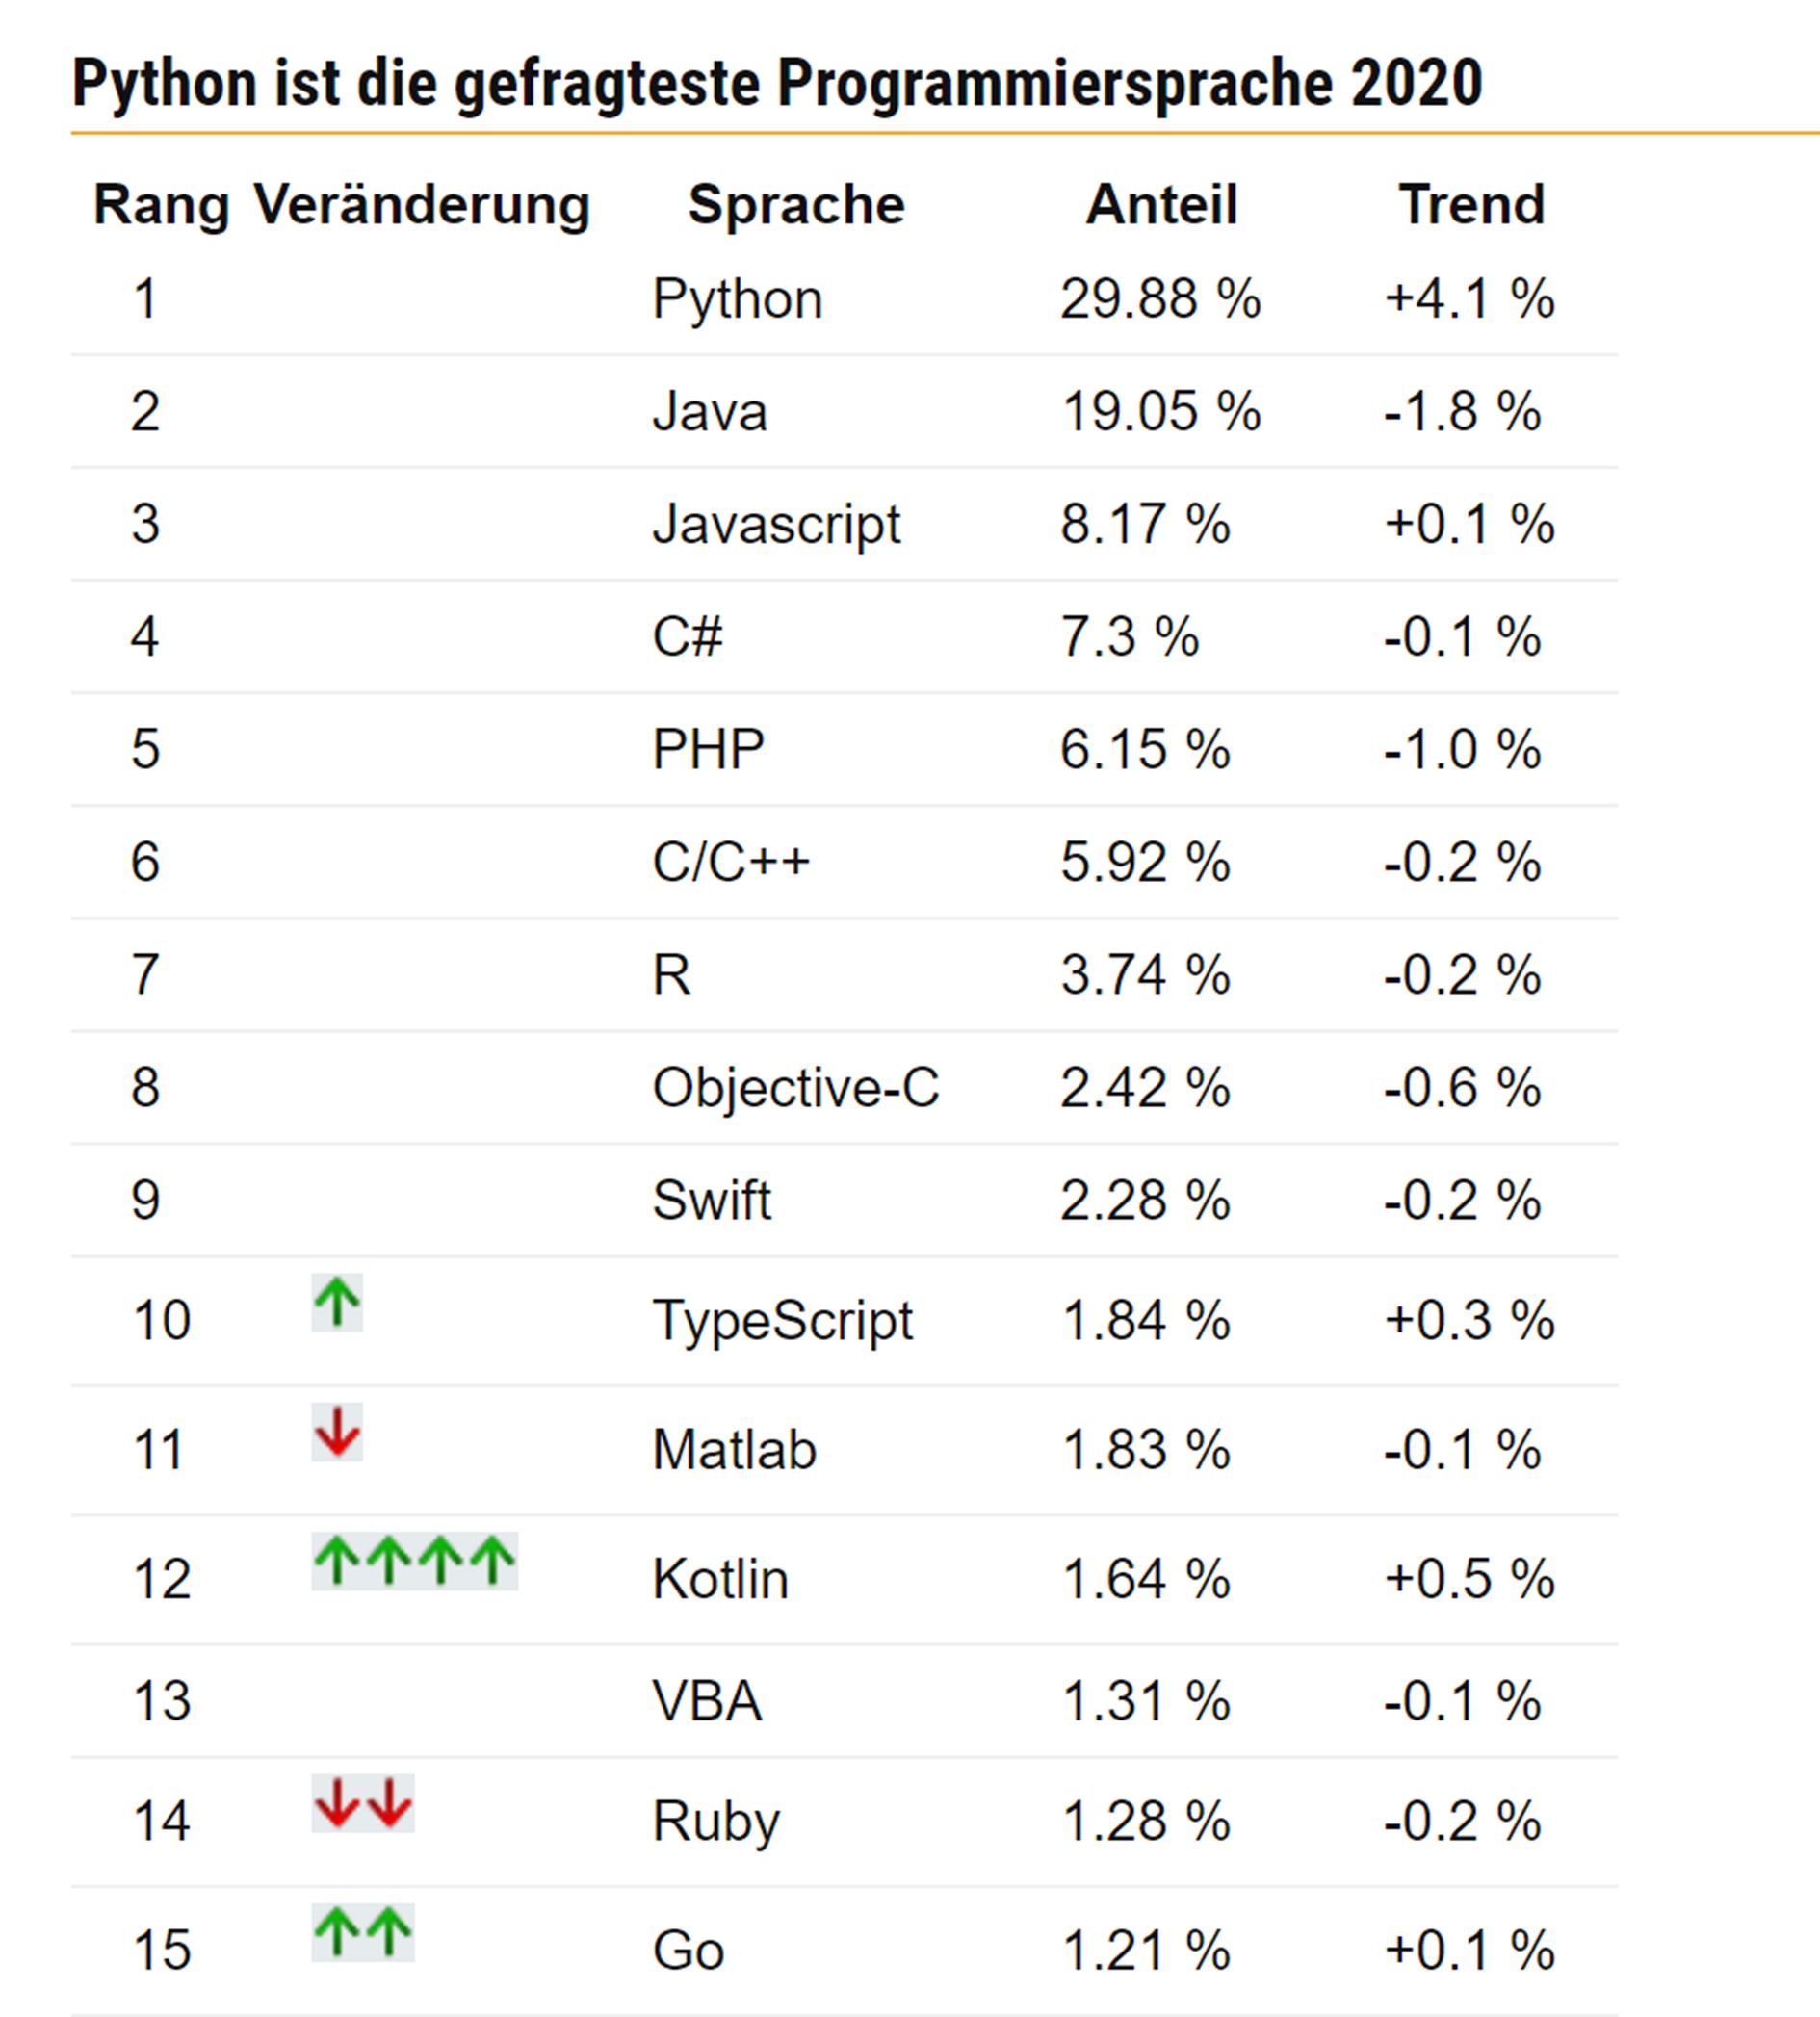 Python ist die gefragteste Programmiersprache 2020
Rang Veränderung Sprache Anteil Trend
1 Python 29.88 % +4.1 %
2 Java 19.05 % -1.8 %
3 Javascript 8.17 % +0.1 %
4 C# 7.3 % -0.1 %
5 PHP 6.15 % -1.0 %
6 C/C++ 5.92 % -0.2 %
7 R 3.74 % -0.2 %
8 Objective-C 2.42 % -0.6 %
9 Swift 2.28 % -0.2 %
10 ↑ TypeScript 1.84 % +0.3 %
11 ↓ Matlab 1.83 % -0.1 %
12 ↑↑↑↑ Kotlin 1.64 % +0.5 %
13 VBA 1.31 % -0.1 %
14 ↓↓ Ruby 1.28 % -0.2 %
15 ↑↑ Go 1.21 % +0.1 %